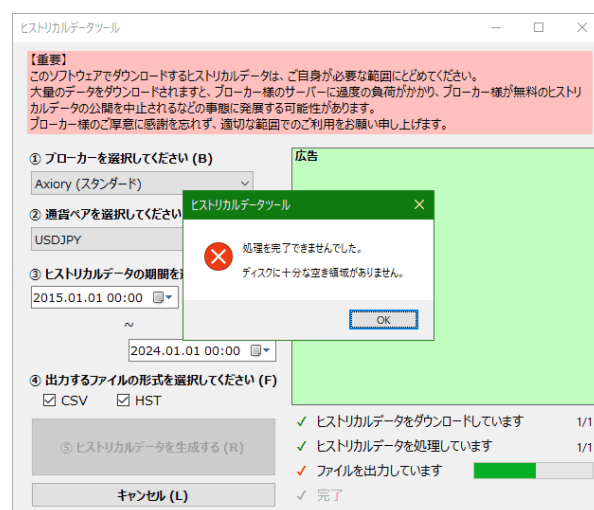 ヒストリカルデータツール
【重要】
このソフトウェアでダウンロードするヒストリカルデータは、ご自身が必要な範囲にとどめてください。
大量のデータをダウンロードされますと、ブローカー様のサーバーに過度の負荷がかかり、ブローカー様が無料のヒストリ
カルデータの公開を中止されるなどの事態に発展する可能性があります。
ブローカー様のご厚意に感謝を忘れず、適切な範囲でのご利用をお願い申し上げます。
① ブローカーを選択してください (B)
Axiory (スタンダード)
② 通貨ペアを選択してください
USDJPY
③ ヒストリカルデータの期間を
2015.01.01 00:00
~
2024.01.01 00:00
④ 出力するファイルの形式を選択してください (F)
CSV HST
⑤ ヒストリカルデータを生成する (R)
キャンセル (L)
広告
ヒストリカルデータツール
処理を完了できませんでした。
ディスクに十分な空き領域がありません。
OK
ヒストリカルデータをダウンロードしています 1/1
ヒストリカルデータを処理しています 1/1
ファイルを出力しています
完了